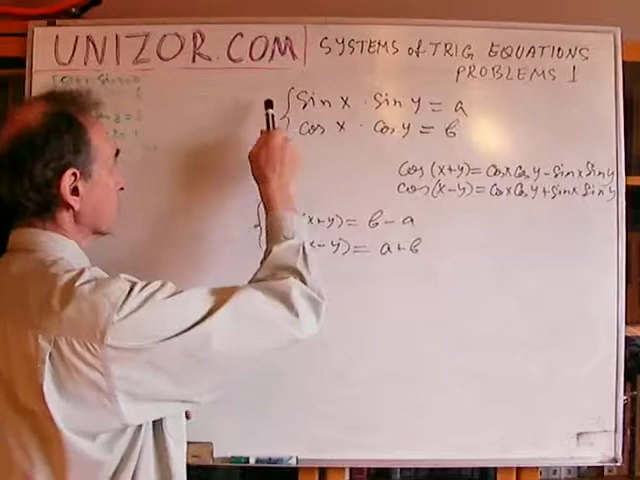 UNIZOR.COM
SYSTEMS of TRIG EQUATIONS
PROBLEMS 1
sin x · sin y = a
cos x · cos y = b
cos (x+y) = cos x cos y - sin x sin y
cos (x-y) = cos x cos y + sin x sin y
x+y) = b - a
x-y) = a + b